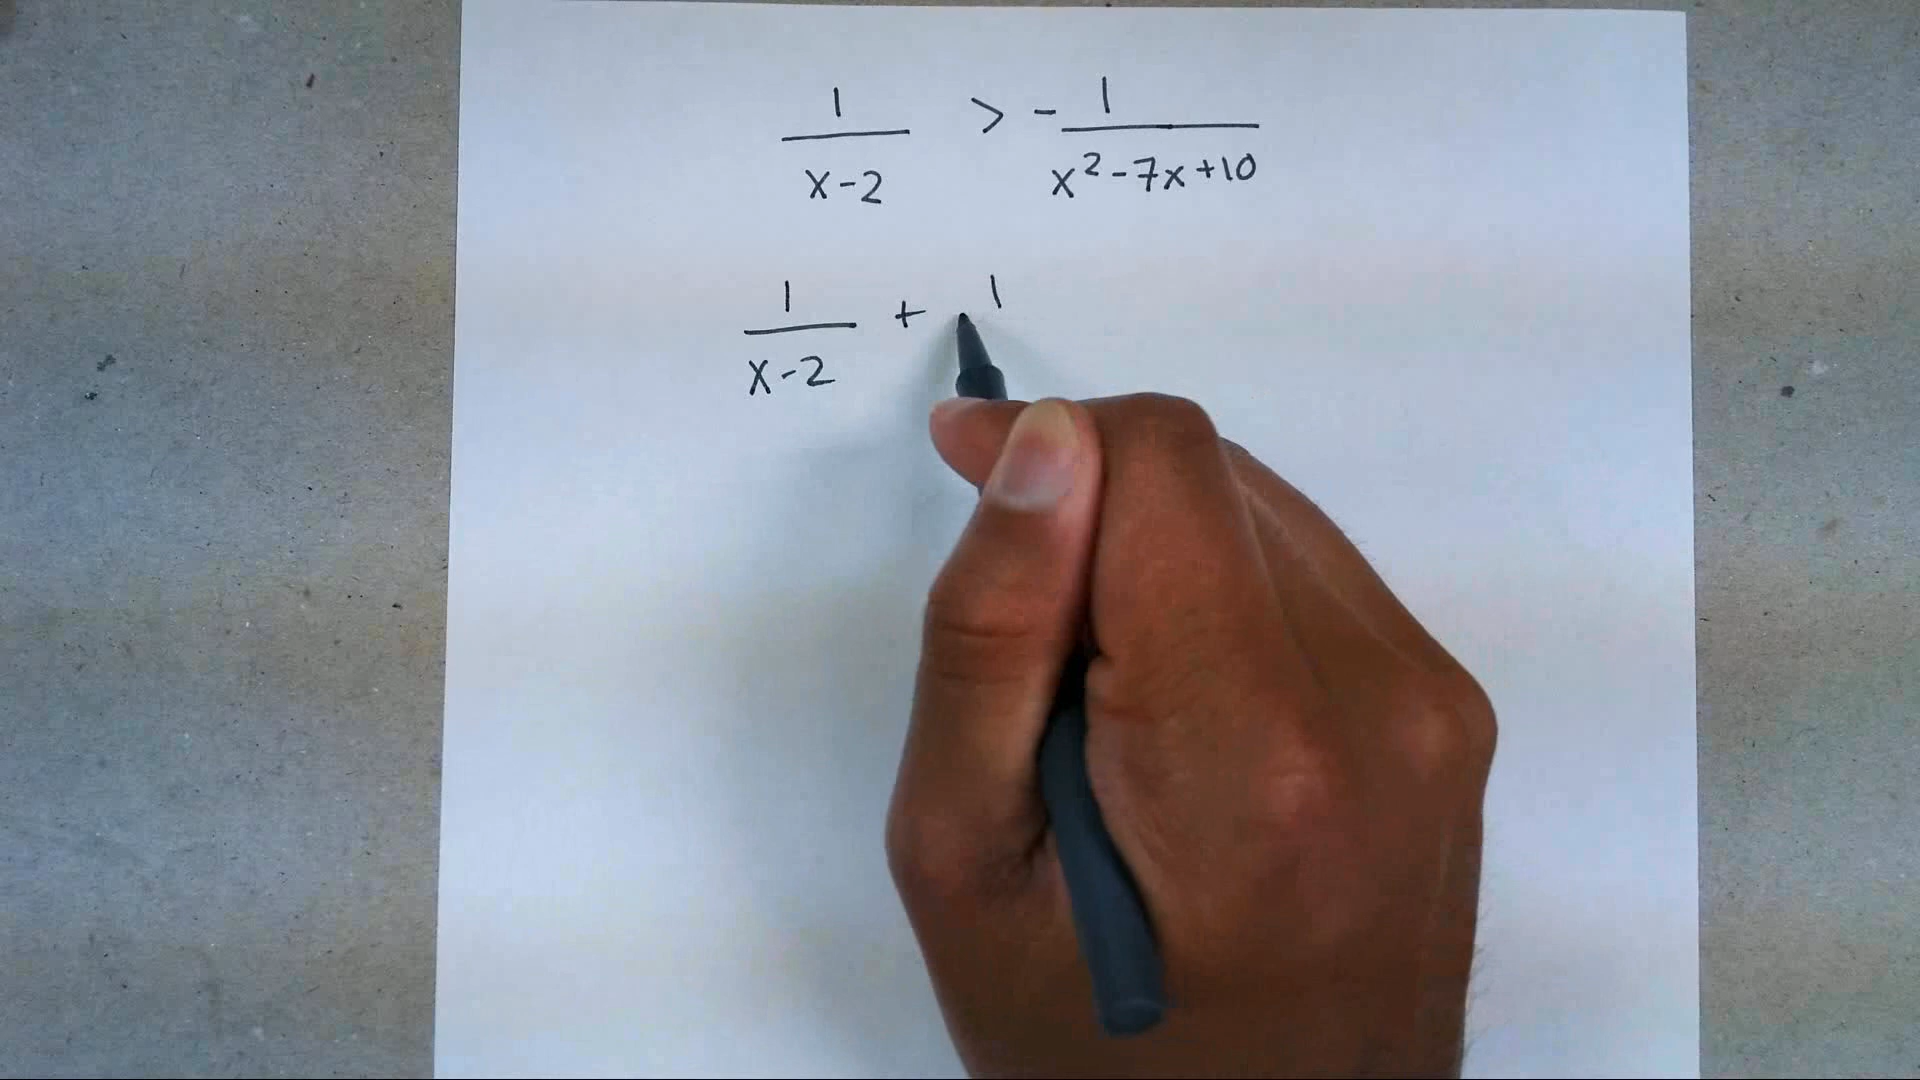 1/(x-2) > -1/(x²-7x+10)
1/(x-2) + 1